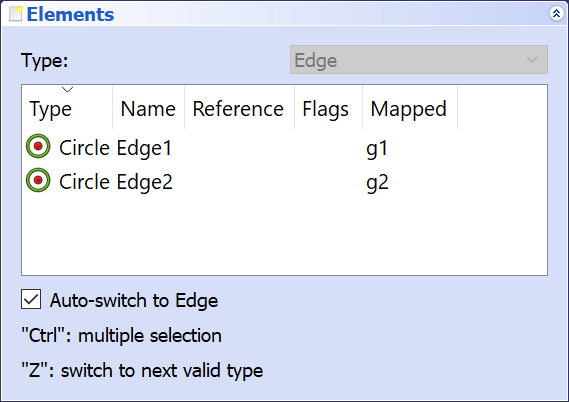 Elements
Type: Edge
Type Name Reference Flags Mapped
Circle Edge1 g1
Circle Edge2 g2
Auto-switch to Edge
"Ctrl": multiple selection
"Z": switch to next valid type